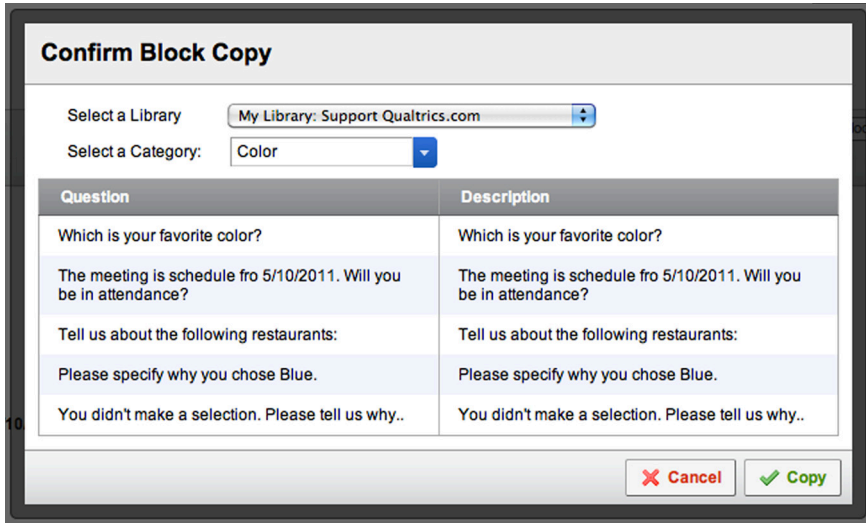 Confirm Block Copy
Select a Library
My Library: Support Qualtrics.com
Select a Category:
Color
Question
Description
Which is your favorite color?
Which is your favorite color?
The meeting is schedule fro 5/10/2011. Will you
be in attendance?
The meeting is schedule fro 5/10/2011. Will you
be in attendance?
Tell us about the following restaurants:
Tell us about the following restaurants:
Please specify why you chose Blue.
Please specify why you chose Blue.
You didn't make a selection. Please tell us why..
You didn't make a selection. Please tell us why..
10.
Cancel
Copy